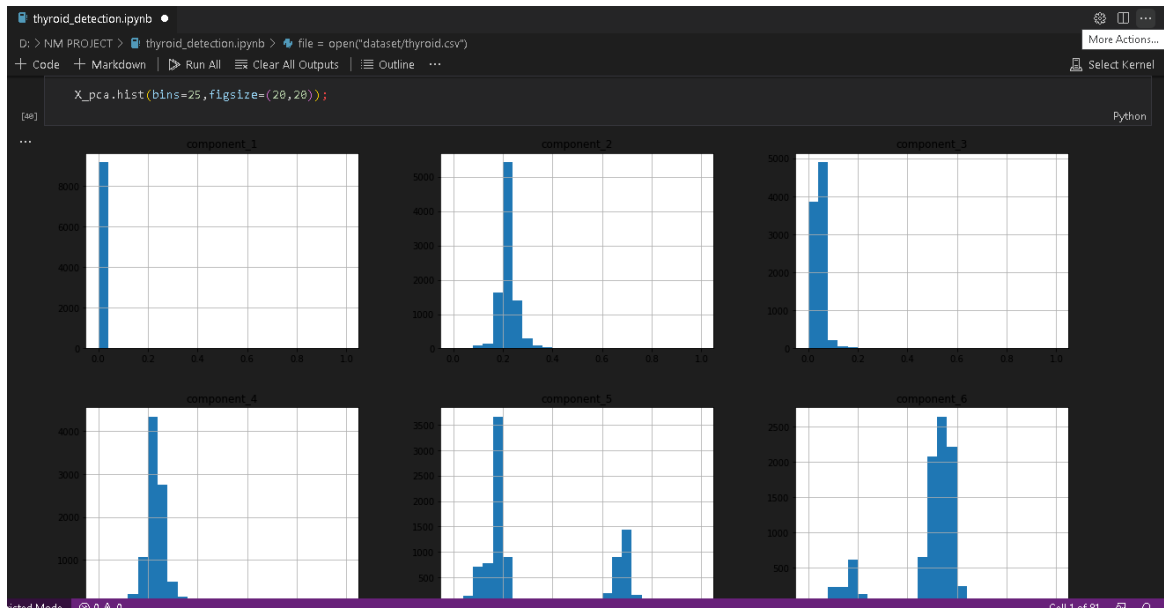 thyroid_detection.ipynb ●
More Actions...
D: > NM PROJECT > thyroid_detection.ipynb > file = open("dataset/thyroid.csv")
+ Code + Markdown | Run All Clear All Outputs | Outline ...
Select Kernel
X_pca.hist(bins=25,figsize=(20,20));
[40]
Python
...
component_1 component_2 component_3
8000
6000
4000
2000
0
0.0 0.2 0.4 0.6 0.8 1.0
5000
4000
3000
2000
1000
0
0.0 0.2 0.4 0.6 0.8 1.0
5000
4000
3000
2000
1000
0
0.0 0.2 0.4 0.6 0.8 1.0
component_4 component_5 component_6
4000
3000
2000
1000
3500
3000
2500
2000
1500
1000
500
2500
2000
1500
1000
500
Cell 1 of 81